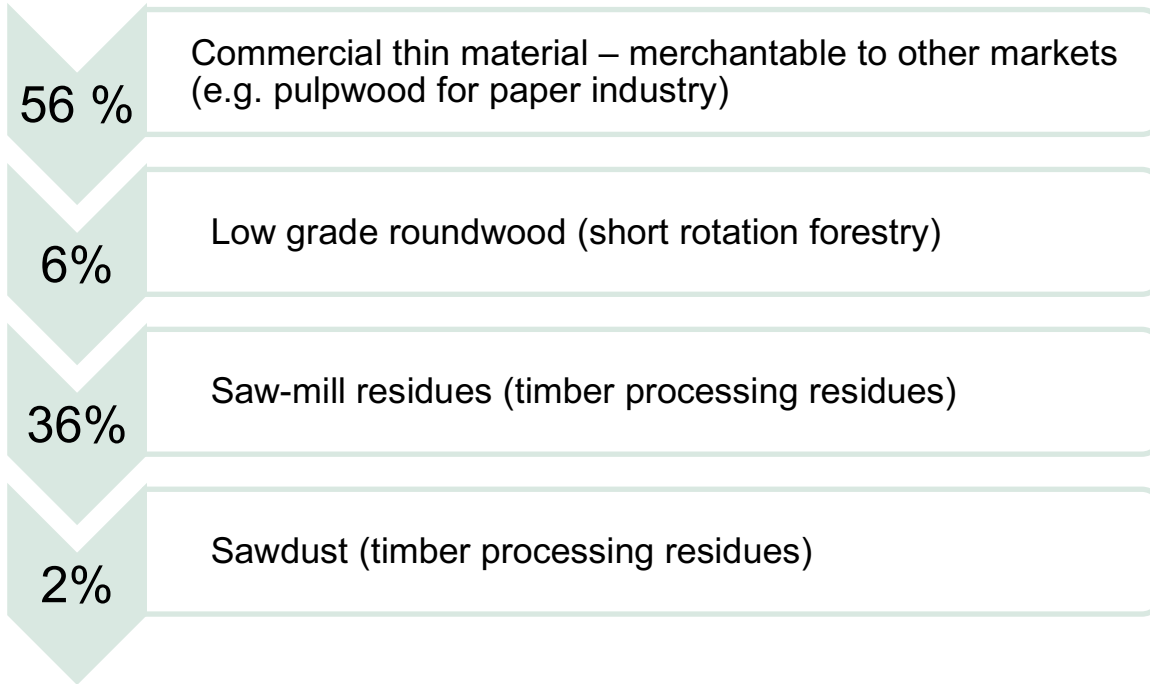 56 %
Commercial thin material – merchantable to other markets
(e.g. pulpwood for paper industry)
6%
Low grade roundwood (short rotation forestry)
36%
Saw-mill residues (timber processing residues)
2%
Sawdust (timber processing residues)